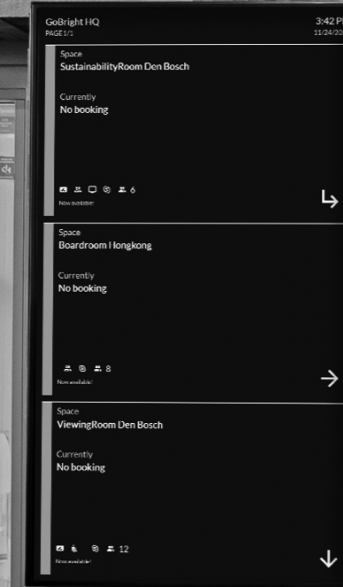 GoBright HQ
3:42 P
PAGE 1/1
11/24/20
Space
SustainabilityRoom Den Bosch
Currently
No booking
6
Now available!
Space
Boardroom Hongkong
Currently
No booking
8
Now available!
Space
ViewingRoom Den Bosch
Currently
No booking
12
Now available!